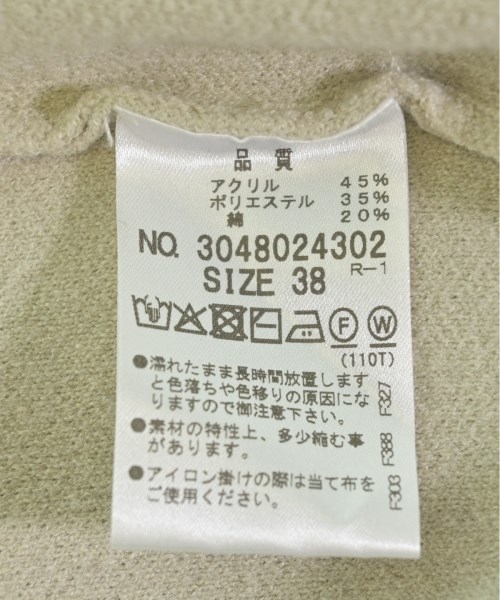 品質
アクリル 45%
ポリエステル 35%
綿 20%
NO. 3048024302
SIZE 38 R-1
F W
(110T)
●濡れたまま長時間放置します
と色落ちや色移りの原因にな
りますので御注意下さい。
●素材の特性上、多少縮む事
があります。
●アイロン掛けの際は当て布を
ご使用ください。
F303 F388 F327